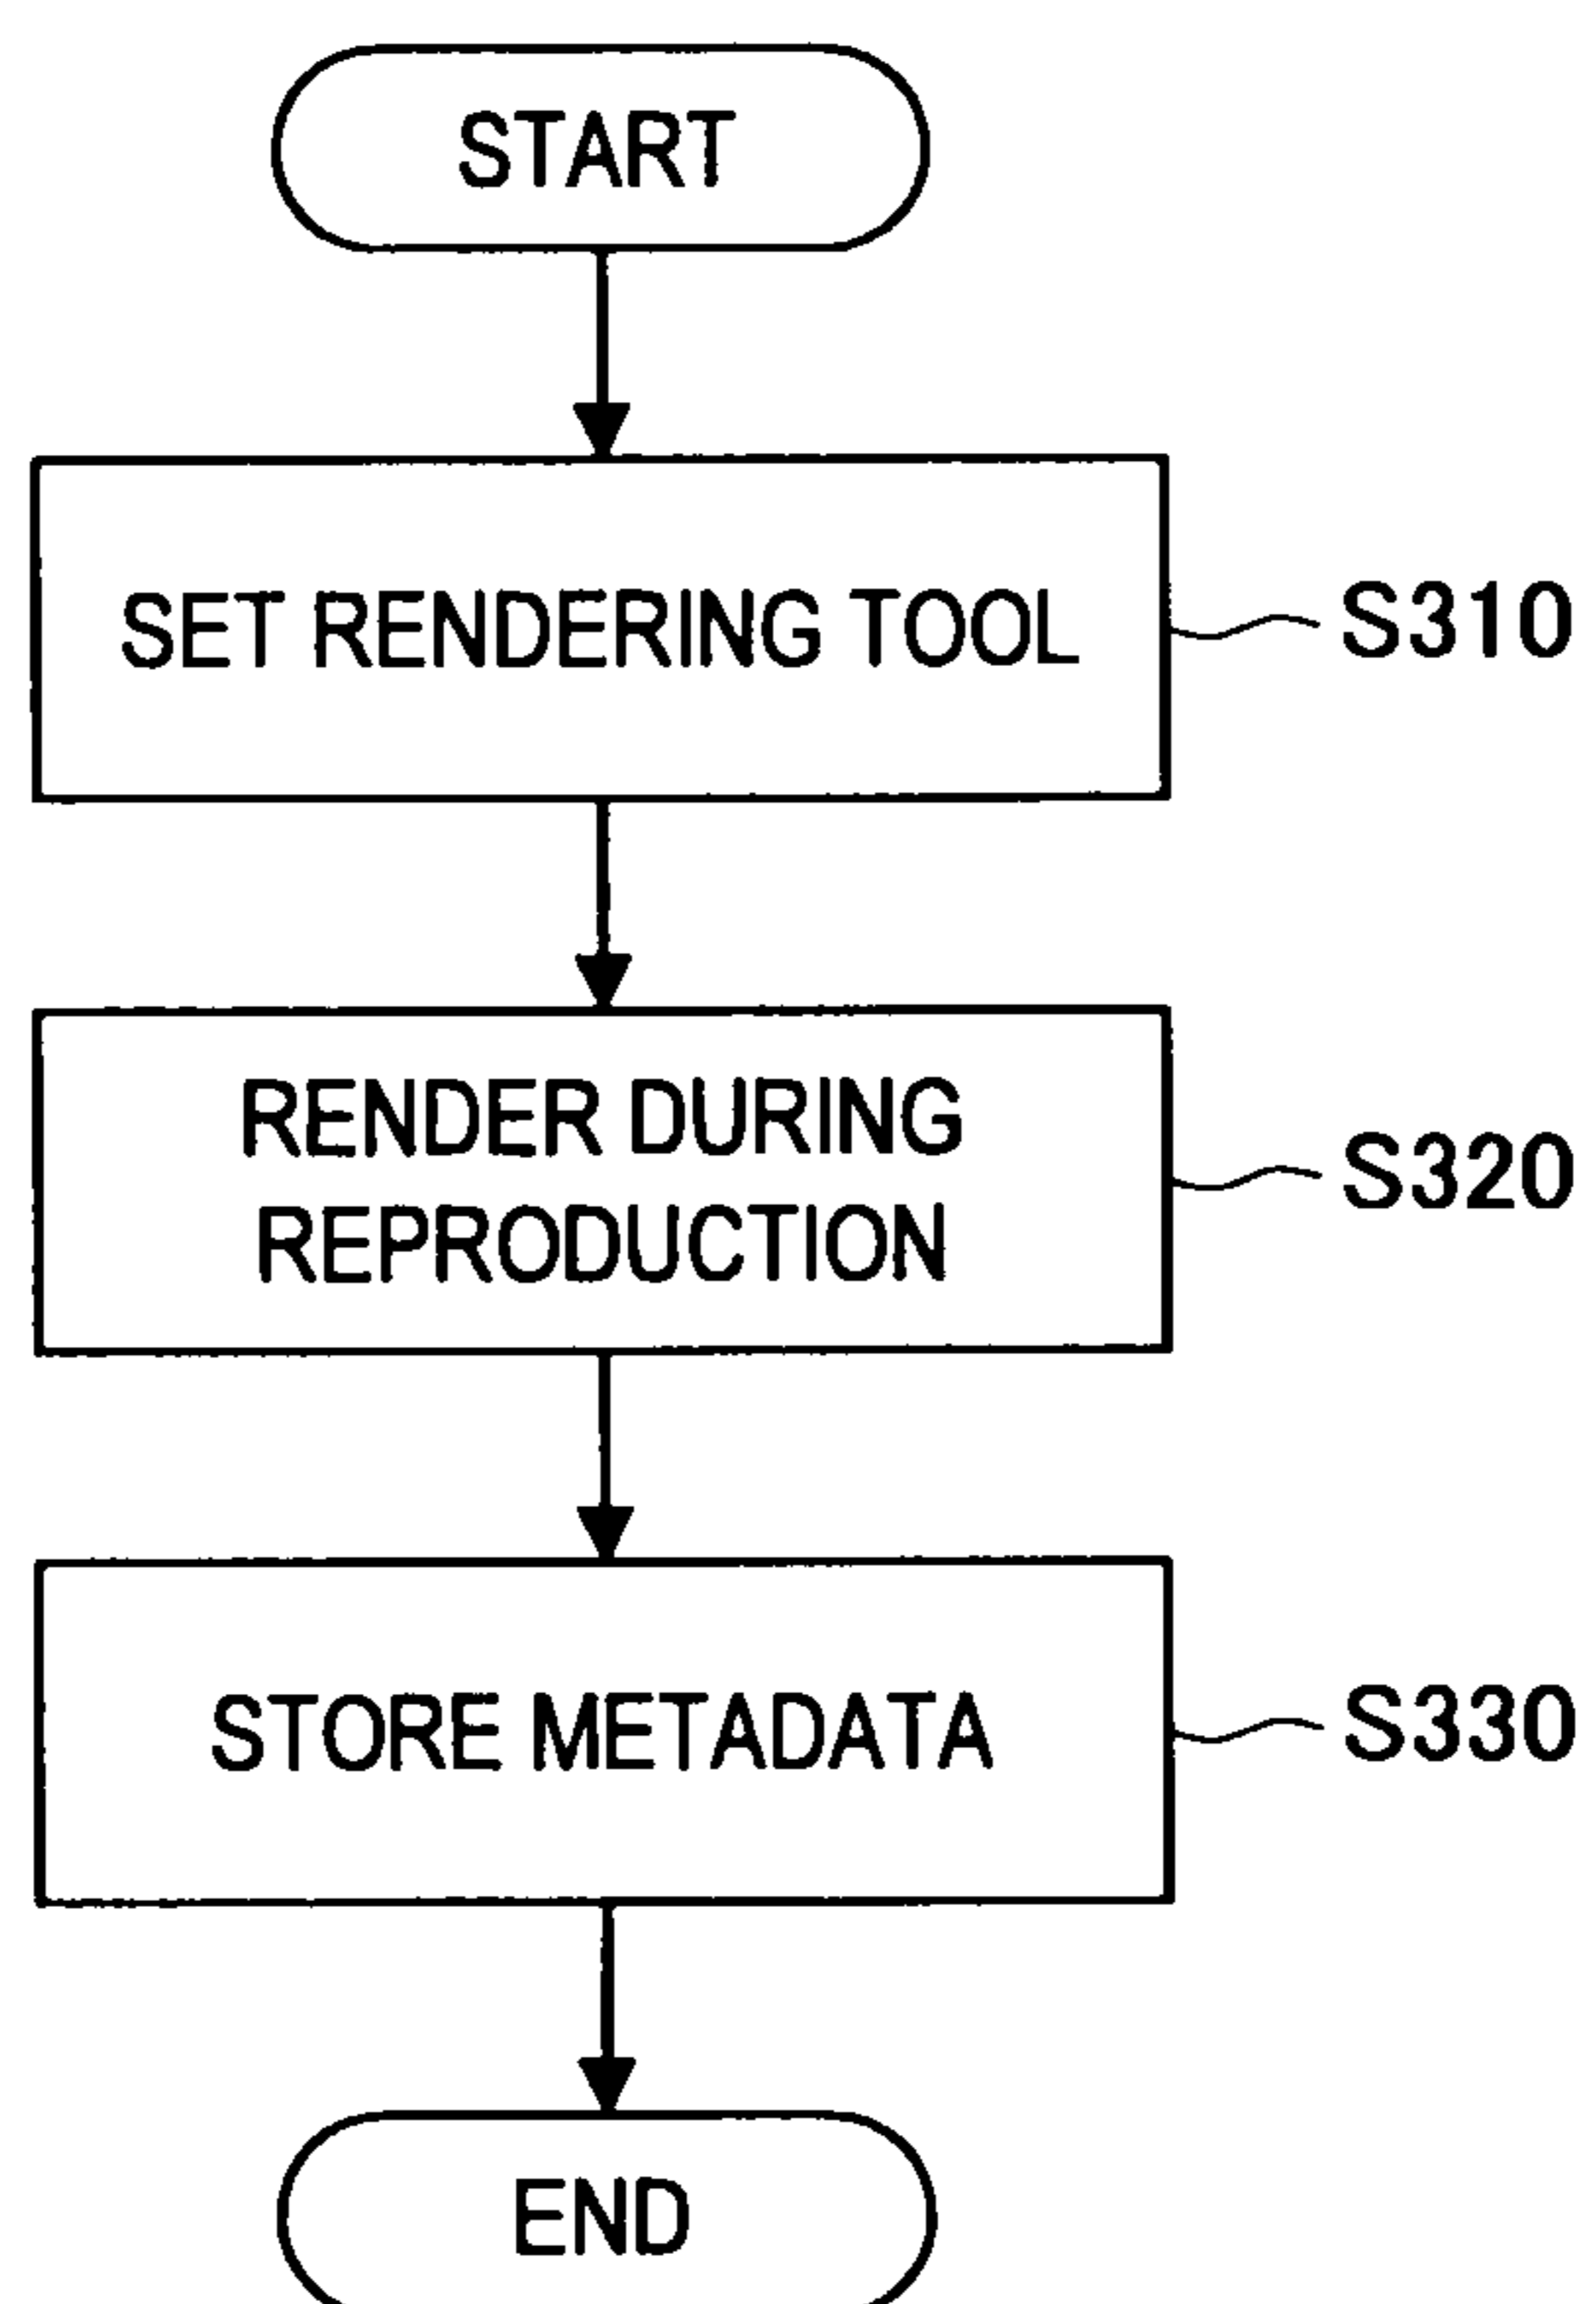 START
SET RENDERING TOOL
S310
RENDER DURING
REPRODUCTION
S320
STORE METADATA
S330
END